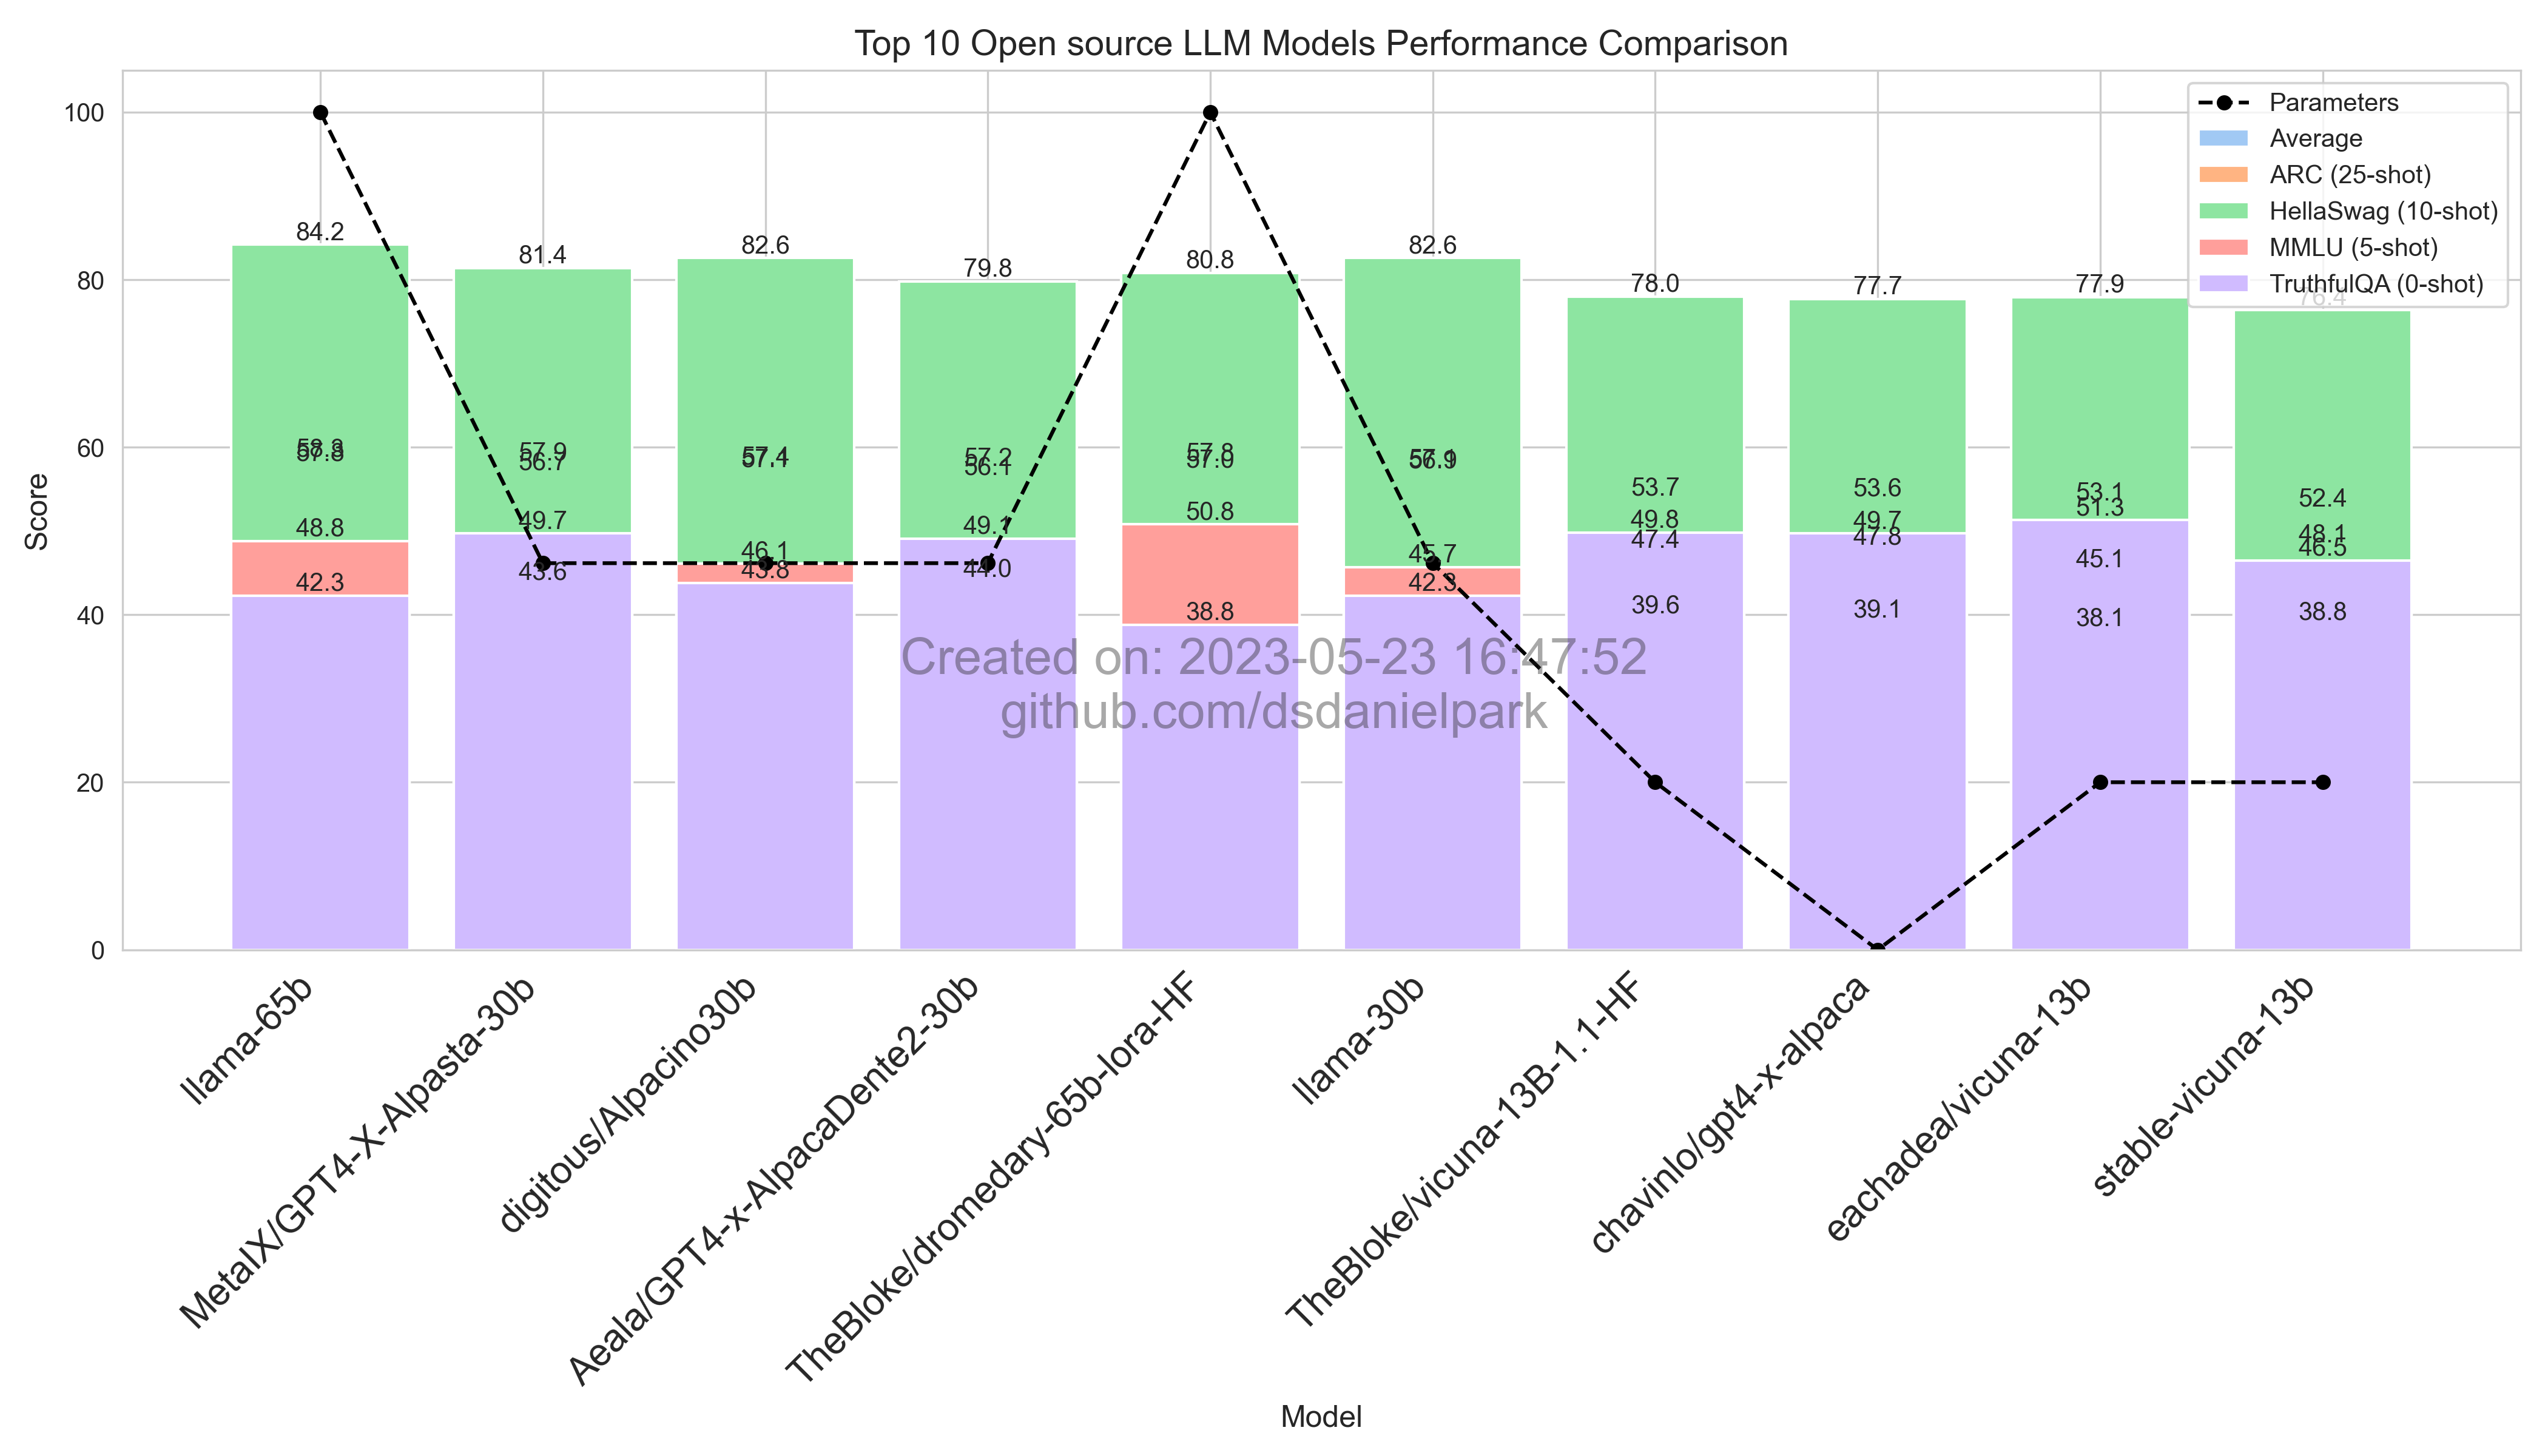 Top 10 Open source LLM Models Performance Comparison
Score
100
80
60
40
20
0
Parameters
Average
ARC (25-shot)
HellaSwag (10-shot)
MMLU (5-shot)
TruthfulQA (0-shot)
84.2
81.4
82.6
79.8
80.8
82.6
78.0
77.7
77.9
76.4
57.9
56.7
57.4
57.2
56.1
57.8
57.0
57.1
56.9
53.7
53.6
53.1
52.4
48.8
49.7
46.1
49.1
50.8
45.7
49.8
49.7
51.3
48.1
42.3
43.6
43.8
44.0
38.8
42.3
47.4
47.8
45.1
46.5
39.6
39.1
38.1
38.8
Created on: 2023-05-23 16:47:52
github.com/dsdanielpark
llama-65b
MetaIX/GPT4-X-Alpasta-30b
digitous/Alpacino30b
Aeala/GPT4-x-AlpacaDente2-30b
TheBloke/dromedary-65b-lora-HF
llama-30b
TheBloke/vicuna-13B-1.1-HF
chavinlo/gpt4-x-alpaca
eachadea/vicuna-13b
stable-vicuna-13b
Model